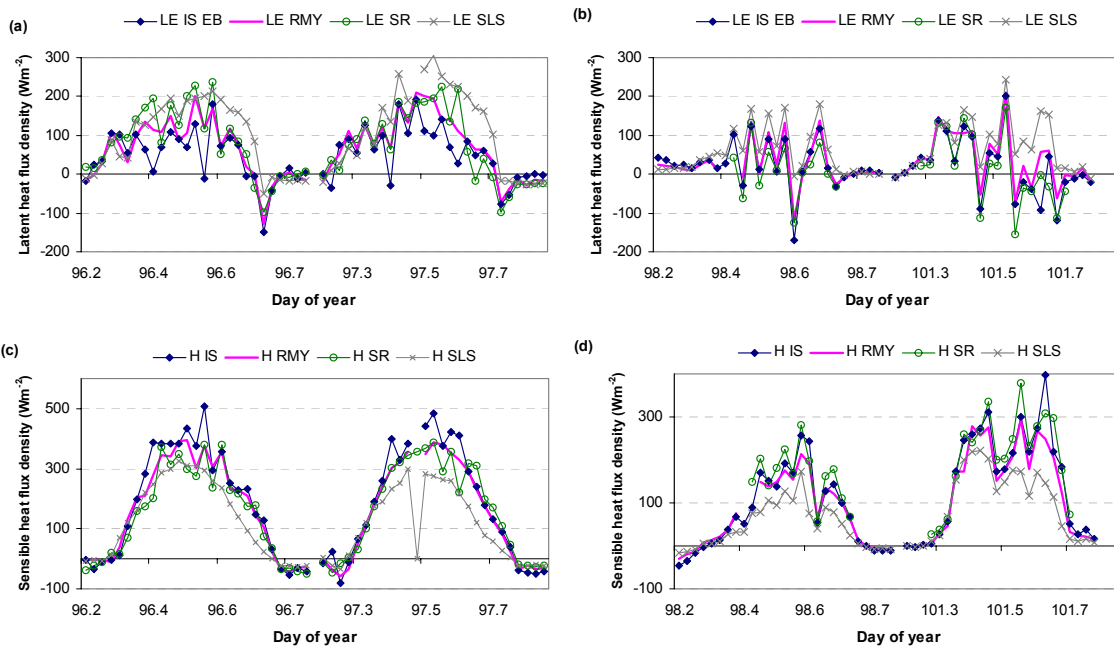 (a)
LE IS EB LE RMY LE SR LE SLS
Latent heat flux density (Wm⁻²)
300
200
100
0
-100
-200
96.2 96.4 96.6 96.7 97.3 97.5 97.7
Day of year
(b)
LE IS EB LE RMY LE SR LE SLS
Latent heat flux density (Wm⁻²)
300
200
100
0
-100
-200
98.2 98.4 98.6 98.7 101.3 101.5 101.7
Day of year
(c)
H IS H RMY H SR H SLS
Sensible heat flux density (Wm⁻²)
500
300
100
-100
96.2 96.4 96.6 96.7 97.3 97.5 97.7
Day of year
(d)
H IS H RMY H SR H SLS
Sensible heat flux density (Wm⁻²)
300
100
-100
98.2 98.4 98.6 98.7 101.3 101.5 101.7
Day of year